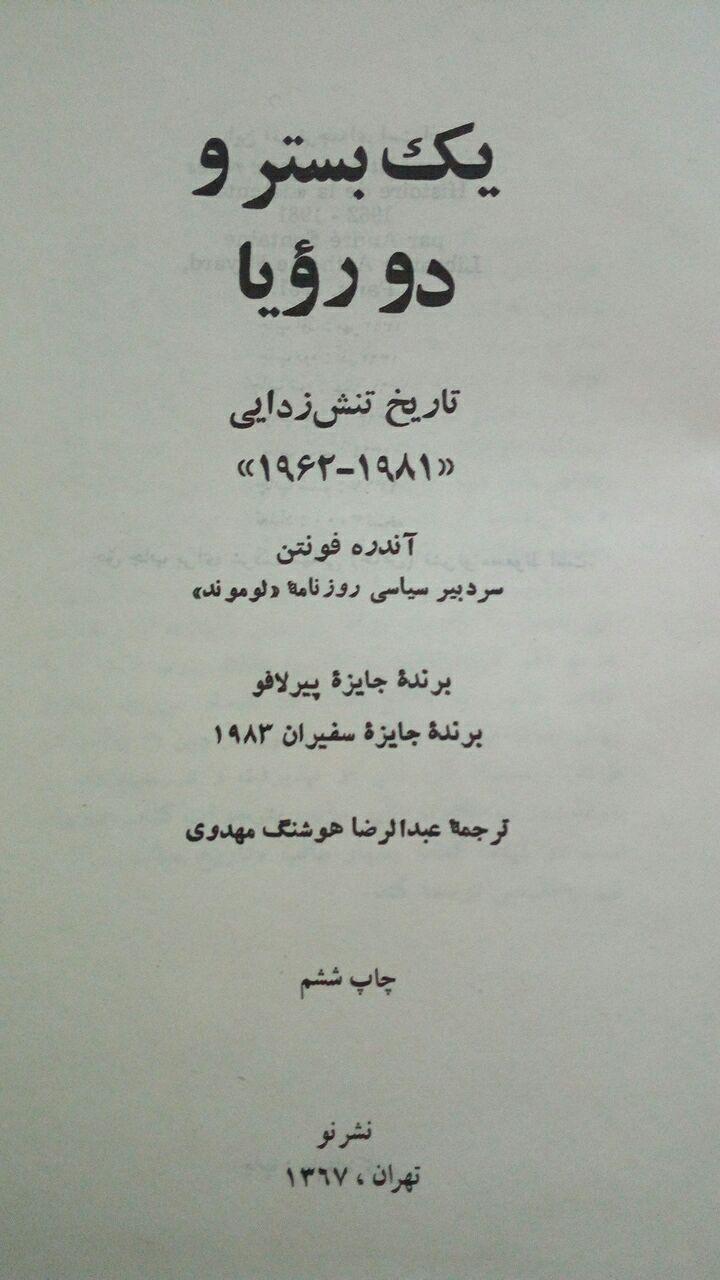 یک بستر و
دو رؤیا
تاریخ تنش‌زدایی
«۱۹۶۲-۱۹۸۱»
آندره فونتن
سردبیر سیاسی روزنامهٔ «لوموند»
برندهٔ جایزهٔ پیرلافو
برندهٔ جایزهٔ سفیران ۱۹۸۳
ترجمهٔ عبدالرضا هوشنگ مهدوی
چاپ ششم
نشر نو
تهران، ۱۳۶۷